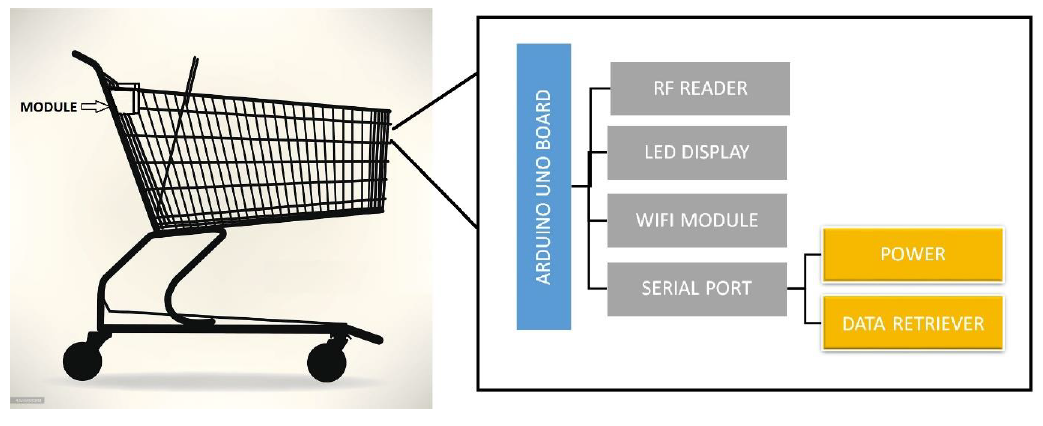 MODULE
ARDUINO UNO BOARD
RF READER
LED DISPLAY
WIFI MODULE
SERIAL PORT
POWER
DATA RETRIEVER